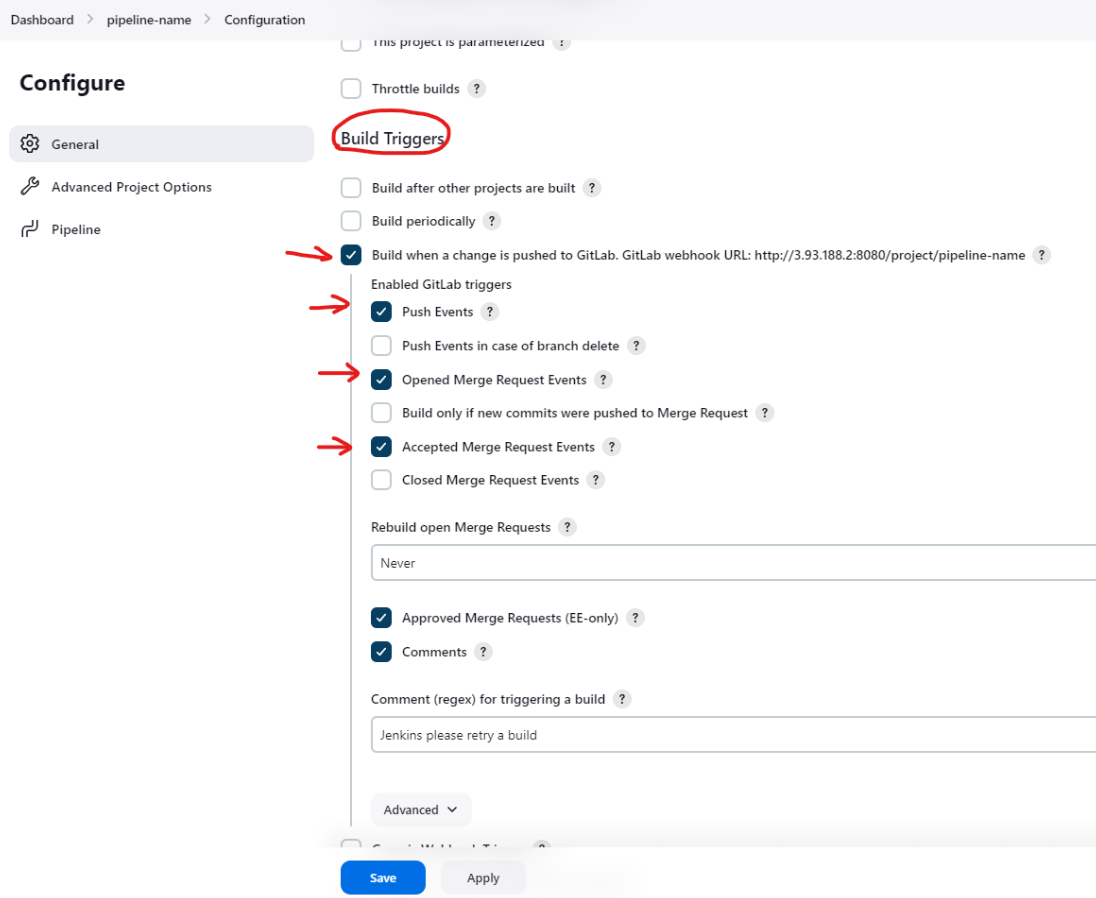 Dashboard > pipeline-name > Configuration
Configure
General
Advanced Project Options
Pipeline
This project is parameterized ?
Throttle builds ?
Build Triggers
Build after other projects are built ?
Build periodically ?
Build when a change is pushed to GitLab. GitLab webhook URL: http://3.93.188.2:8080/project/pipeline-name ?
Enabled GitLab triggers
Push Events ?
Push Events in case of branch delete ?
Opened Merge Request Events ?
Build only if new commits were pushed to Merge Request ?
Accepted Merge Request Events ?
Closed Merge Request Events ?
Rebuild open Merge Requests ?
Never
Approved Merge Requests (EE-only) ?
Comments ?
Comment (regex) for triggering a build ?
Jenkins please retry a build
Advanced
Save Apply